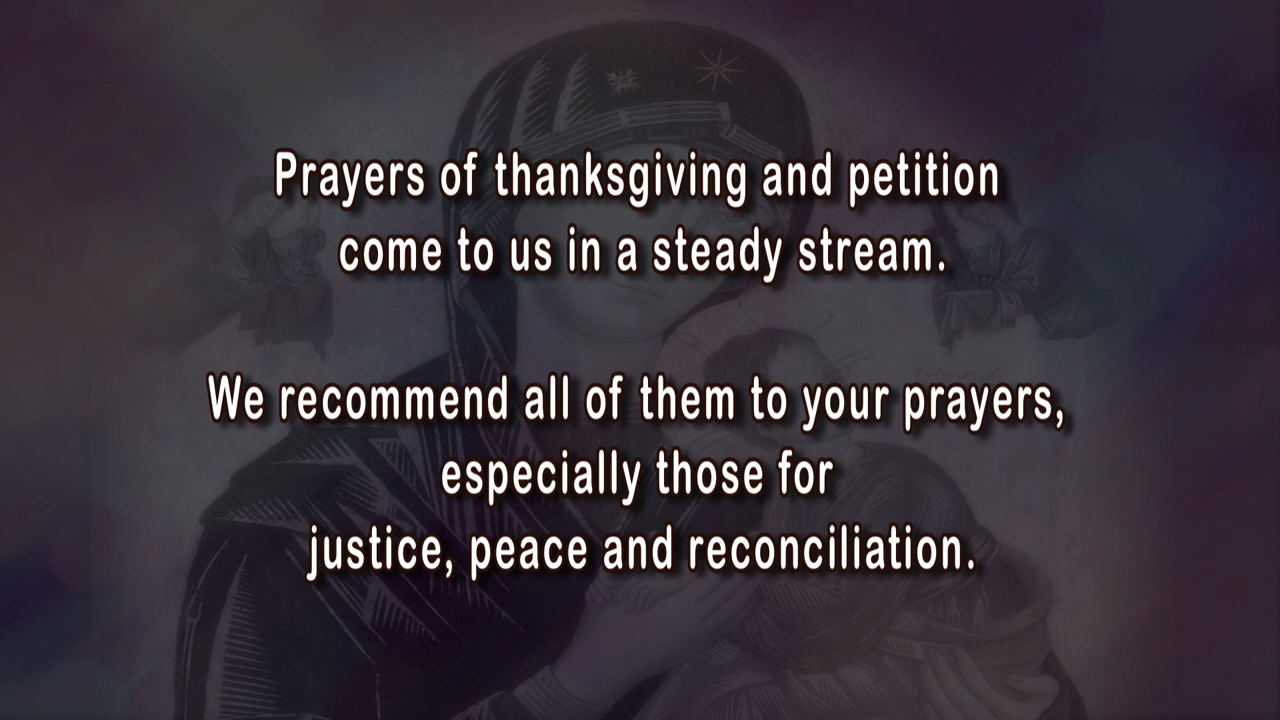 Prayers of thanksgiving and petition
come to us in a steady stream.
We recommend all of them to your prayers,
especially those for
justice, peace and reconciliation.